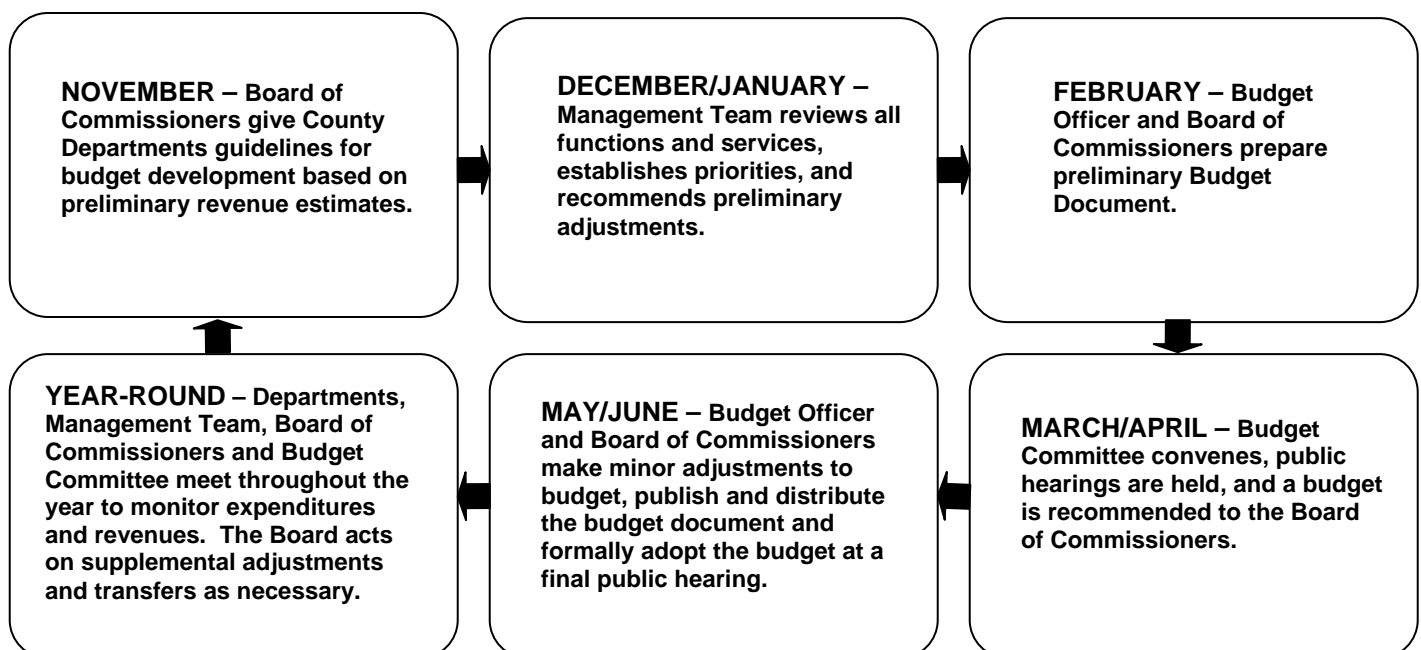 NOVEMBER – Board of
Commissioners give County
Departments guidelines for
budget development based on
preliminary revenue estimates.
DECEMBER/JANUARY –
Management Team reviews all
functions and services,
establishes priorities, and
recommends preliminary
adjustments.
FEBRUARY – Budget
Officer and Board of
Commissioners prepare
preliminary Budget
Document.
YEAR-ROUND – Departments,
Management Team, Board of
Commissioners and Budget
Committee meet throughout the
year to monitor expenditures
and revenues.  The Board acts
on supplemental adjustments
and transfers as necessary.
MAY/JUNE – Budget Officer
and Board of Commissioners
make minor adjustments to
budget, publish and distribute
the budget document and
formally adopt the budget at a
final public hearing.
MARCH/APRIL – Budget
Committee convenes, public
hearings are held, and a budget
is recommended to the Board
of Commissioners.